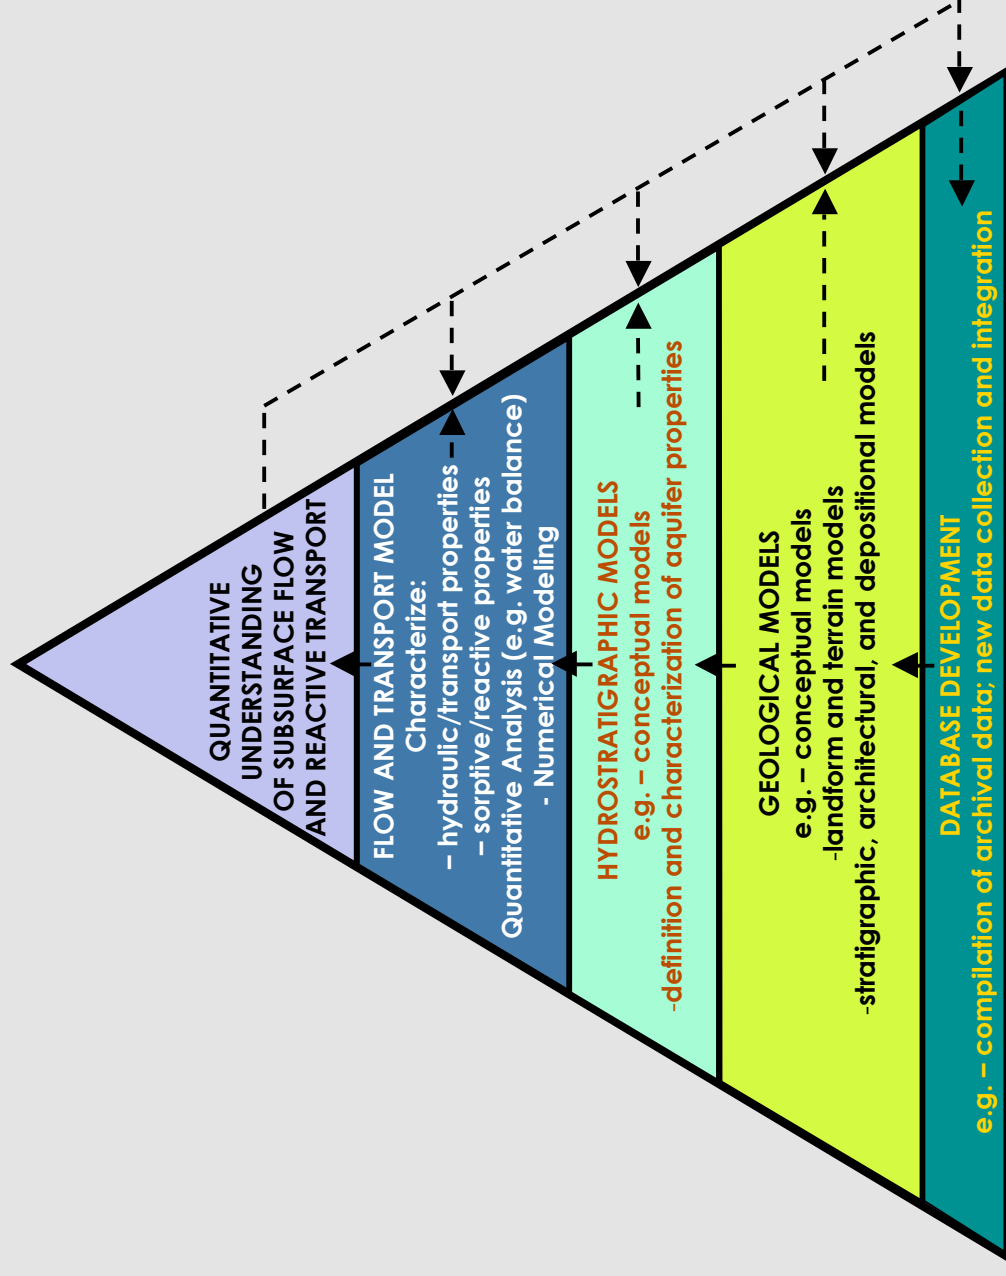 QUANTITATIVE
UNDERSTANDING
OF SUBSURFACE FLOW
AND REACTIVE TRANSPORT
FLOW AND TRANSPORT MODEL
Characterize:
– hydraulic/transport properties
– sorptive/reactive properties
Quantitative Analysis (e.g. water balance)
- Numerical Modeling
HYDROSTRATIGRAPHIC MODELS
e.g. – conceptual models
-definition and characterization of aquifer properties
GEOLOGICAL MODELS
e.g. – conceptual models
-landform and terrain models
-stratigraphic, architectural, and depositional models
DATABASE DEVELOPMENT
e.g. – compilation of archival data; new data collection and integration